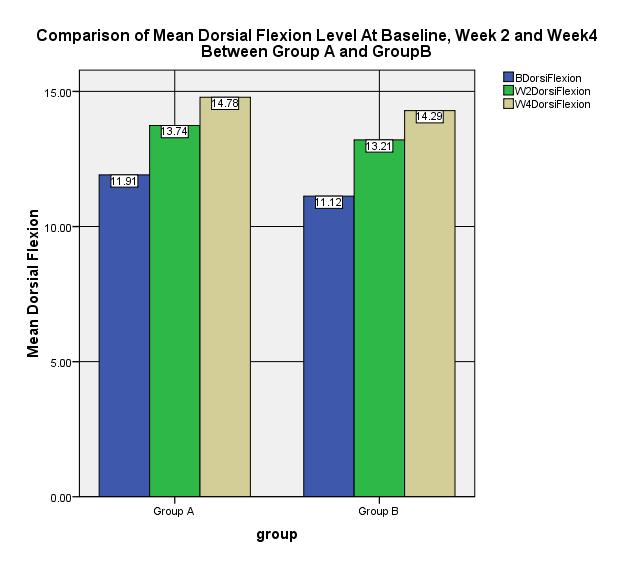 Comparison of Mean Dorsial Flexion Level At Baseline, Week 2 and Week4
Between Group A and GroupB
BDorsiFlexion
W2DorsiFlexion
W4DorsiFlexion
Mean Dorsial Flexion
15.00
10.00
5.00
0.00
11.91
13.74
14.78
11.12
13.21
14.29
Group A
Group B
group